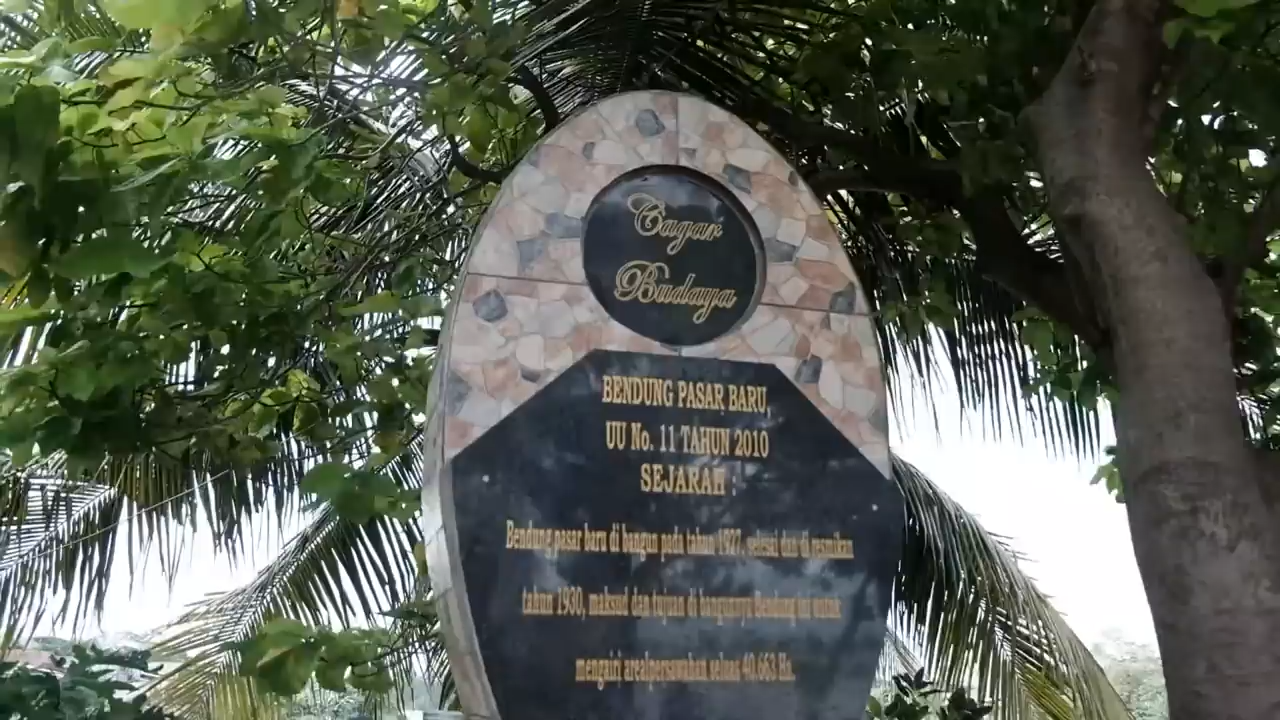 Cagar
Budaya
BENDUNG PASAR BARU,
UU No. 11 TAHUN 2010
SEJARAH :
Bendung pasar baru di bangun pada tahun 1927, selesai dan di resmikan
tahun 1930, maksud dan tujuan di bangunnya Bendung ini untuk
mengairi arealpersawahan seluas 40.663 Ha.